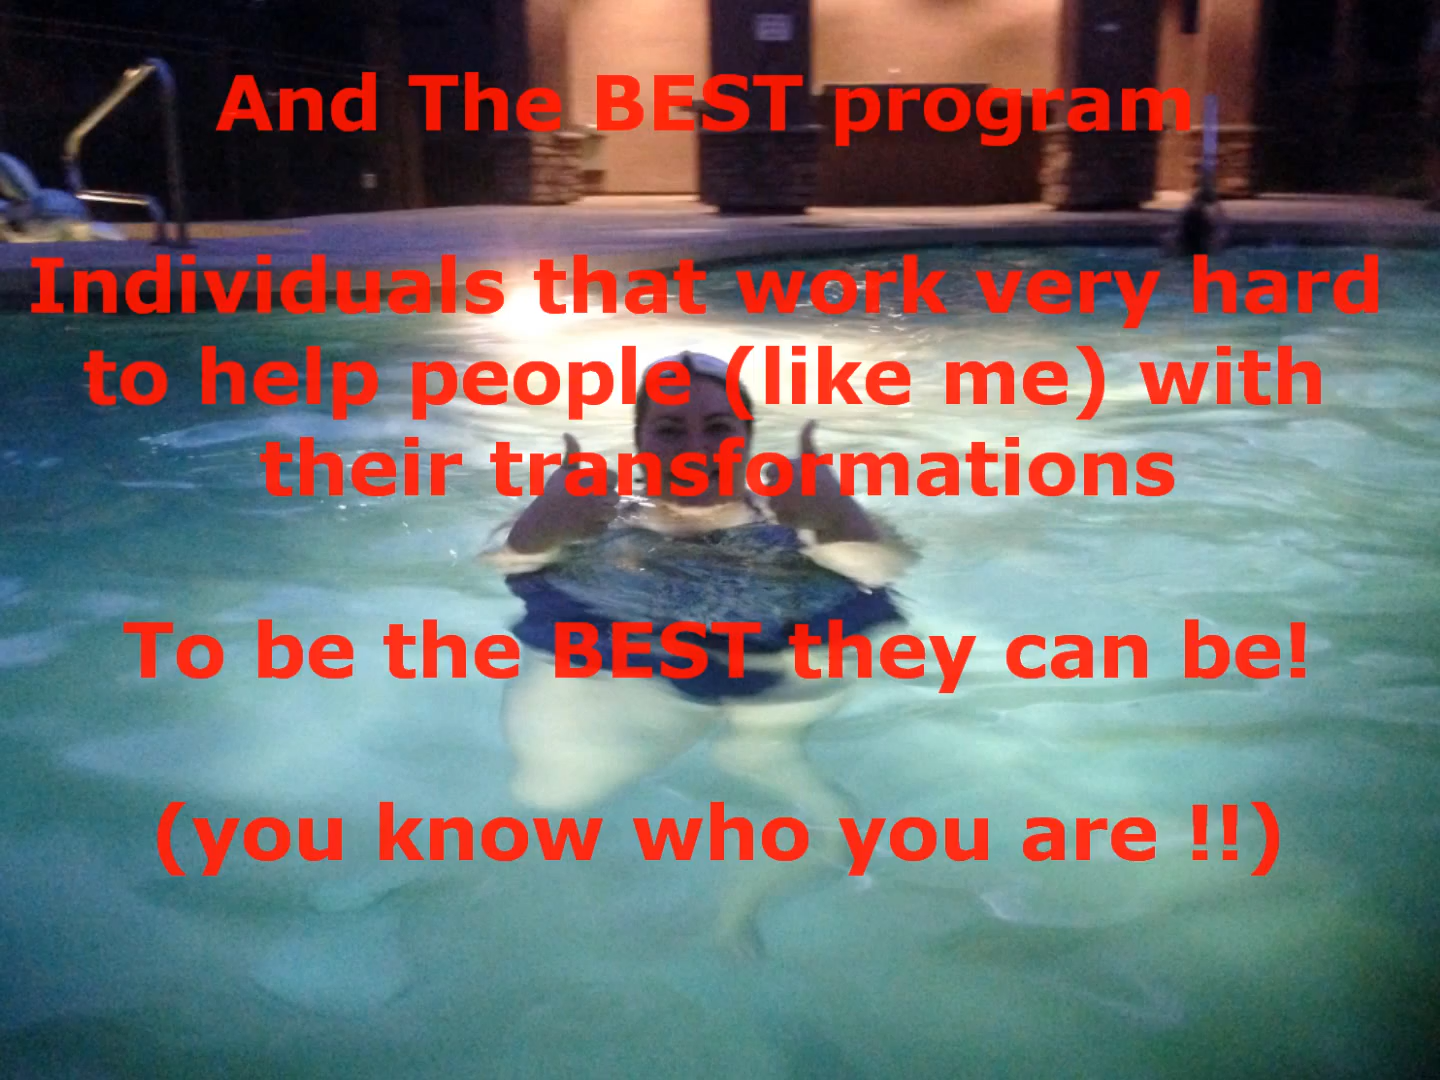 And The BEST program
Individuals that work very hard
to help people (like me) with
their transformations
To be the BEST they can be!
(you know who you are !!)